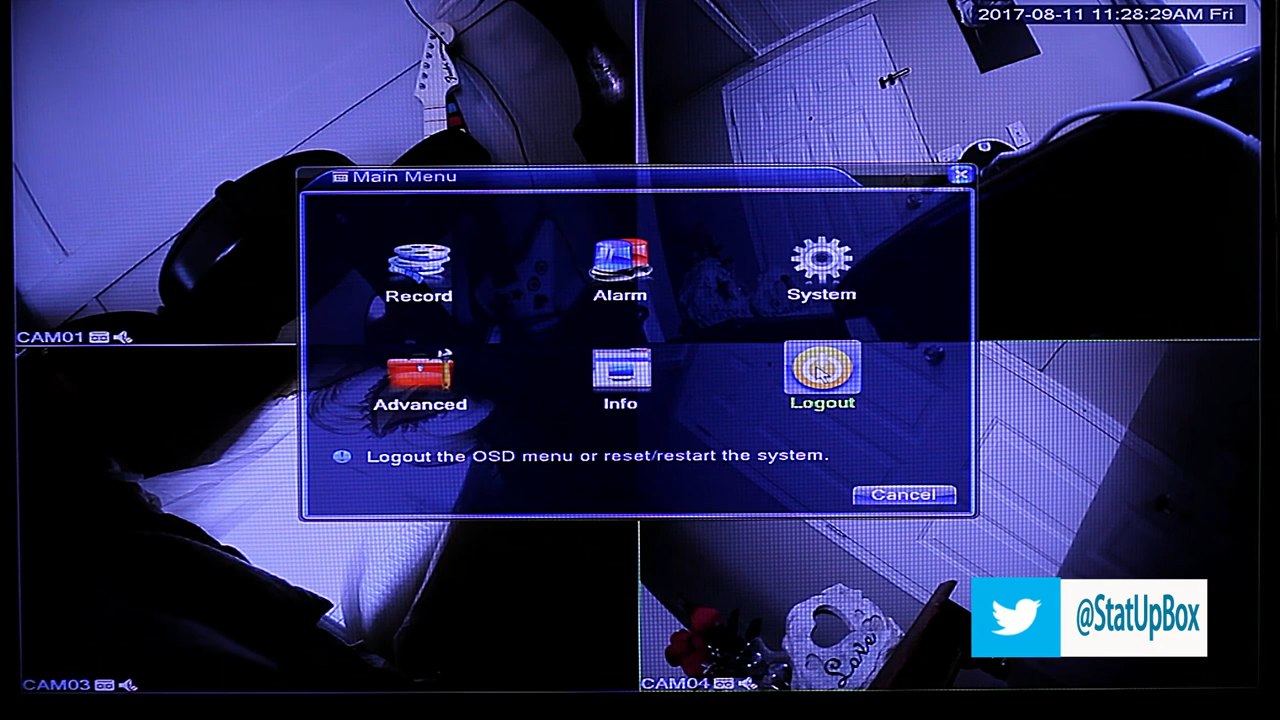 2017-08-11 11:28:29AM Fri
Main Menu
Record
Alarm
System
Advanced
Info
Logout
Logout the OSD menu or reset/restart the system.
Cancel
CAM01
CAM03
CAM04
Love
@StatUpBox